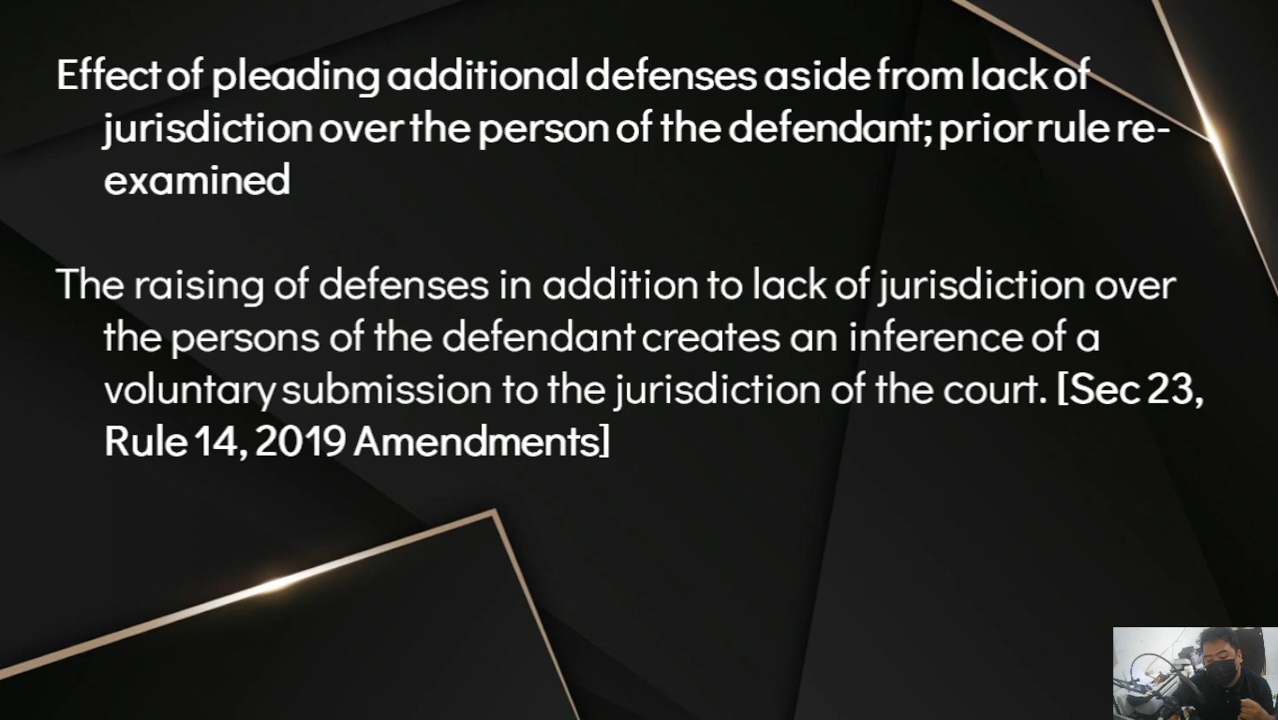 Effect of pleading additional defenses aside from lack of
jurisdiction over the person of the defendant; prior rule re-
examined
The raising of defenses in addition to lack of jurisdiction over
the persons of the defendant creates an inference of a
voluntary submission to the jurisdiction of the court. [Sec 23,
Rule 14, 2019 Amendments]